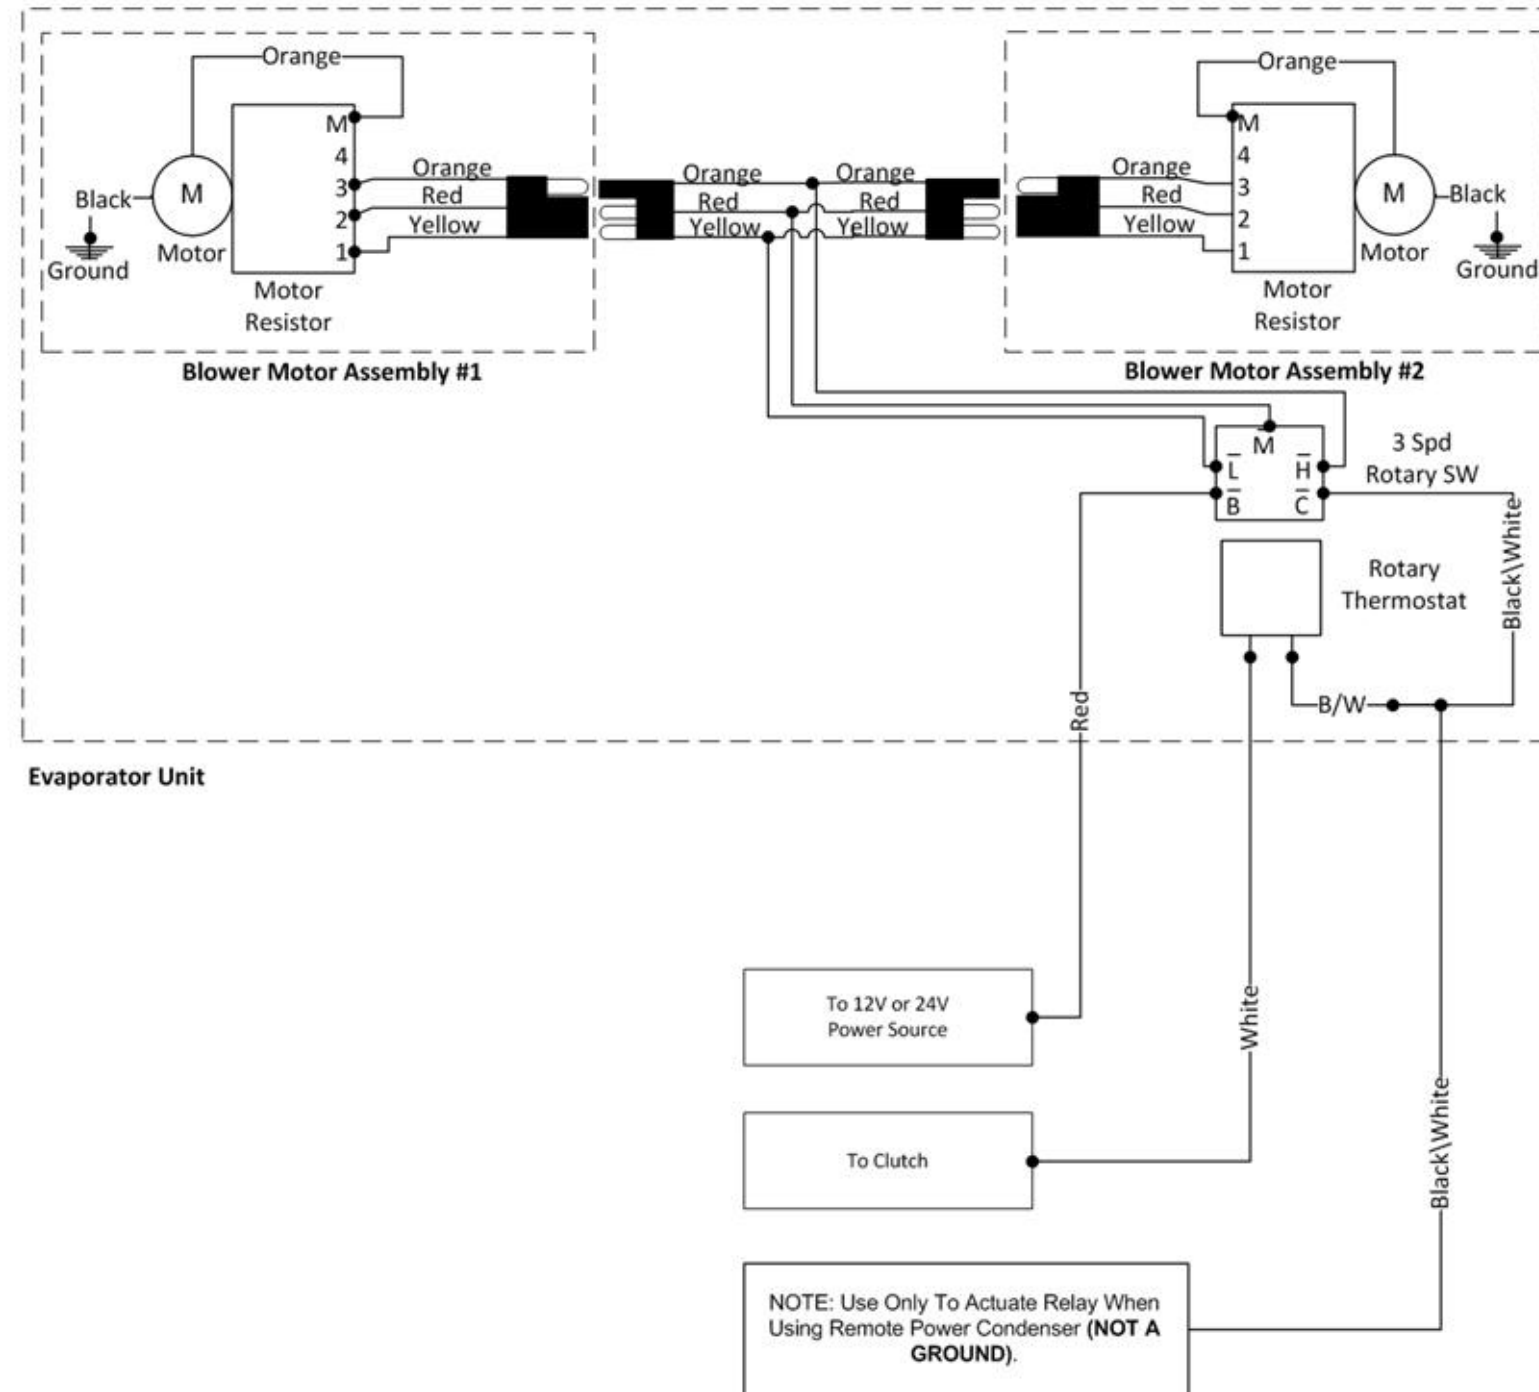 Orange
M
4
3
2
1
Orange
Red
Yellow
Black
M
Motor
Ground
Motor
Resistor
Blower Motor Assembly #1
Orange
Red
Yellow
Orange
Red
Yellow
Orange
M
4
3
2
1
Orange
Red
Yellow
M
Black
Motor
Ground
Motor
Resistor
Blower Motor Assembly #2
M
L
H
B
C
3 Spd
Rotary SW
Rotary
Thermostat
Black\White
B/W
Red
Evaporator Unit
To 12V or 24V
Power Source
White
To Clutch
Black\White
NOTE: Use Only To Actuate Relay When
Using Remote Power Condenser (NOT A
GROUND).